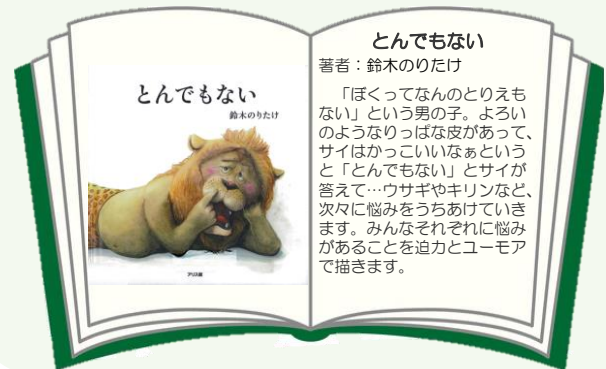 とんでもない
鈴木のりたけ
アリス館
とんでもない
著者：鈴木のりたけ
「ぼくってなんのとりえも
ない」という男の子。よろい
のようなりっぱな皮があって、
サイはかっこいいなぁという
と「とんでもない」とサイが
答えて…ウサギやキリンなど、
次々に悩みをうちあけていき
ます。みんなそれぞれに悩み
があることを迫力とユーモア
で描きます。